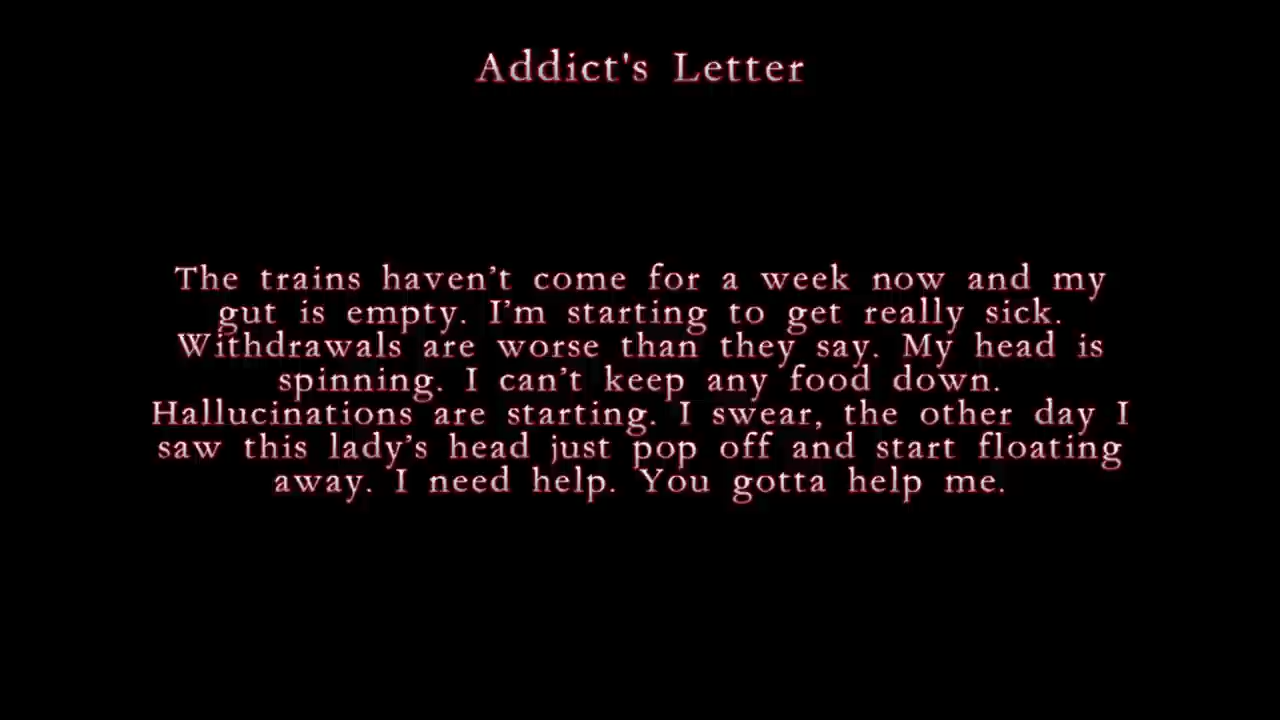 Addict's Letter
The trains haven’t come for a week now and my
gut is empty. I’m starting to get really sick.
Withdrawals are worse than they say. My head is
spinning. I can’t keep any food down.
Hallucinations are starting. I swear, the other day I
saw this lady’s head just pop off and start floating
away. I need help. You gotta help me.